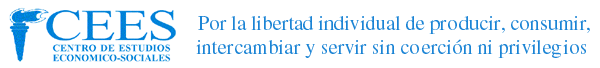 CEES
CENTRO DE ESTUDIOS
ECONOMICO-SOCIALES
Por la libertad individual de producir, consumir,
intercambiar y servir sin coerción ni privilegios